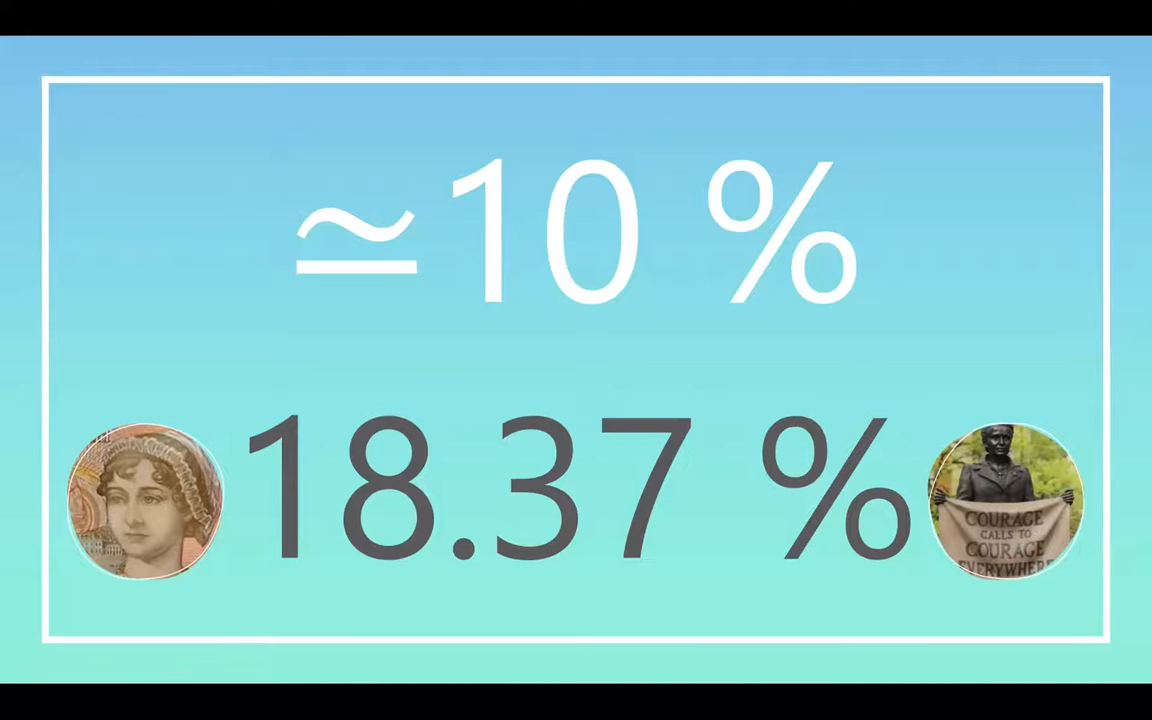 ≃10 %
18.37 %
COURAGE
CALLS TO
COURAGE
EVERYWHERE